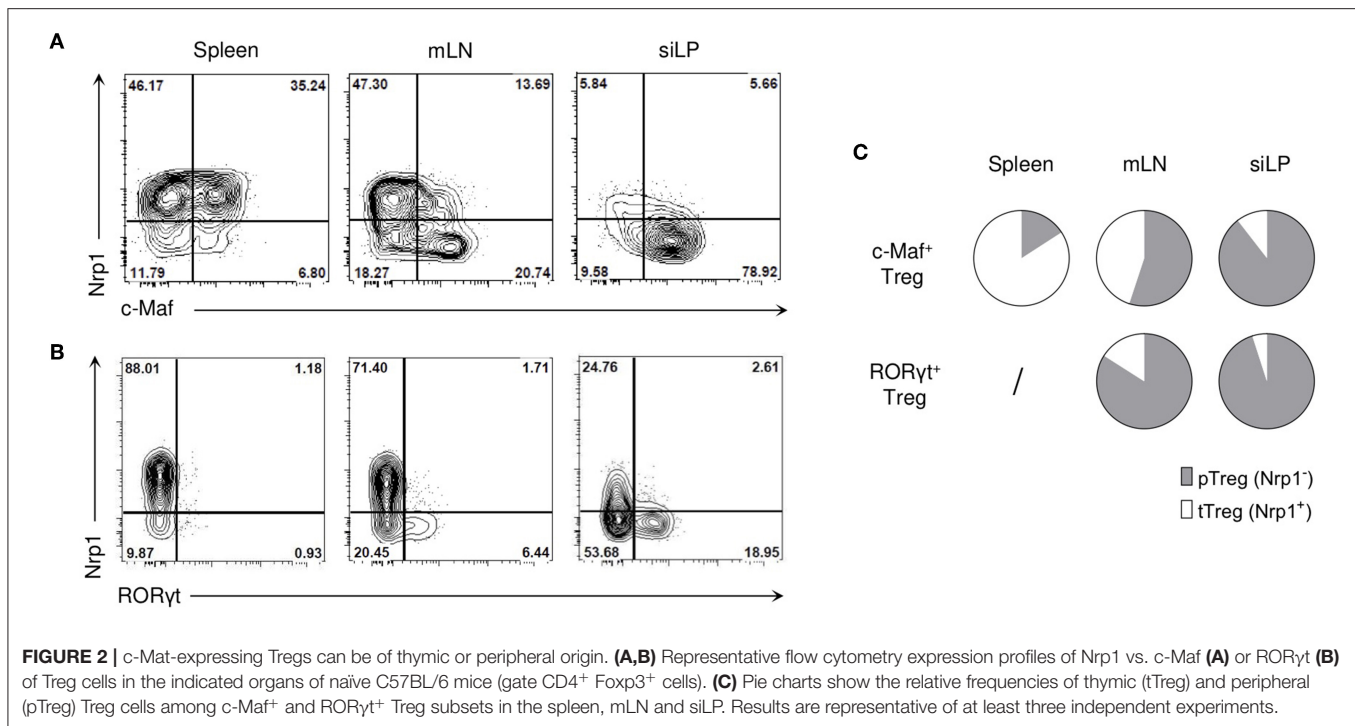 A
Spleen
mLN
siLP
46.17
35.24
47.30
13.69
5.84
5.66
11.79
6.80
18.27
20.74
9.58
78.92
Nrp1
c-Maf
B
88.01
1.18
71.40
1.71
24.76
2.61
9.87
0.93
20.45
6.44
53.68
18.95
Nrp1
RORγt
C
Spleen
mLN
siLP
c-Maf⁺
Treg
RORγt⁺
Treg
/
pTreg (Nrp1⁻)
tTreg (Nrp1⁺)
FIGURE 2 | c-Mat-expressing Tregs can be of thymic or peripheral origin. (A,B) Representative flow cytometry expression profiles of Nrp1 vs. c-Maf (A) or RORγt (B)
of Treg cells in the indicated organs of naïve C57BL/6 mice (gate CD4⁺ Foxp3⁺ cells). (C) Pie charts show the relative frequencies of thymic (tTreg) and peripheral
(pTreg) Treg cells among c-Maf⁺ and RORγt⁺ Treg subsets in the spleen, mLN and siLP. Results are representative of at least three independent experiments.